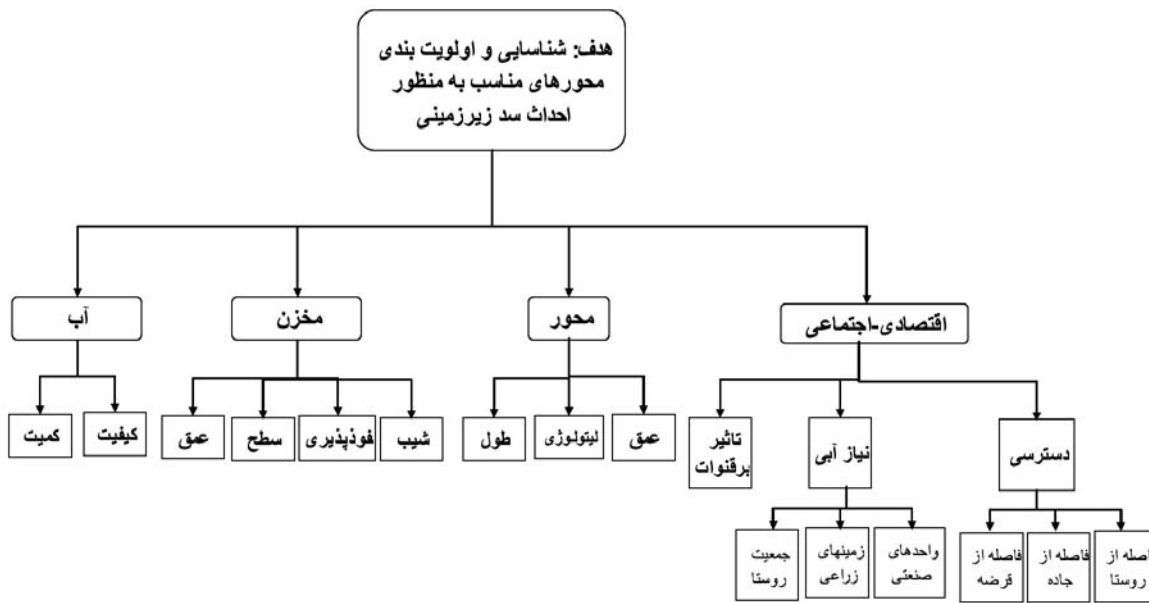 هدف: شناسایی و اولویت بندی
محورهای مناسب به منظور
احداث سد زیرزمینی
اقتصادی-اجتماعی
محور
مخزن
آب
دسترسی
نیاز آبی
تاثیر
برقنوات
عمق
لیتولوژی
طول
شیب
فوذپذیری
سطح
عمق
کیفیت
کمیت
اصله از
روستا
فاصله از
جاده
فاصله از
قرضه
واحدهای
صنعتی
زمینهای
زراعی
جمعیت
روستا